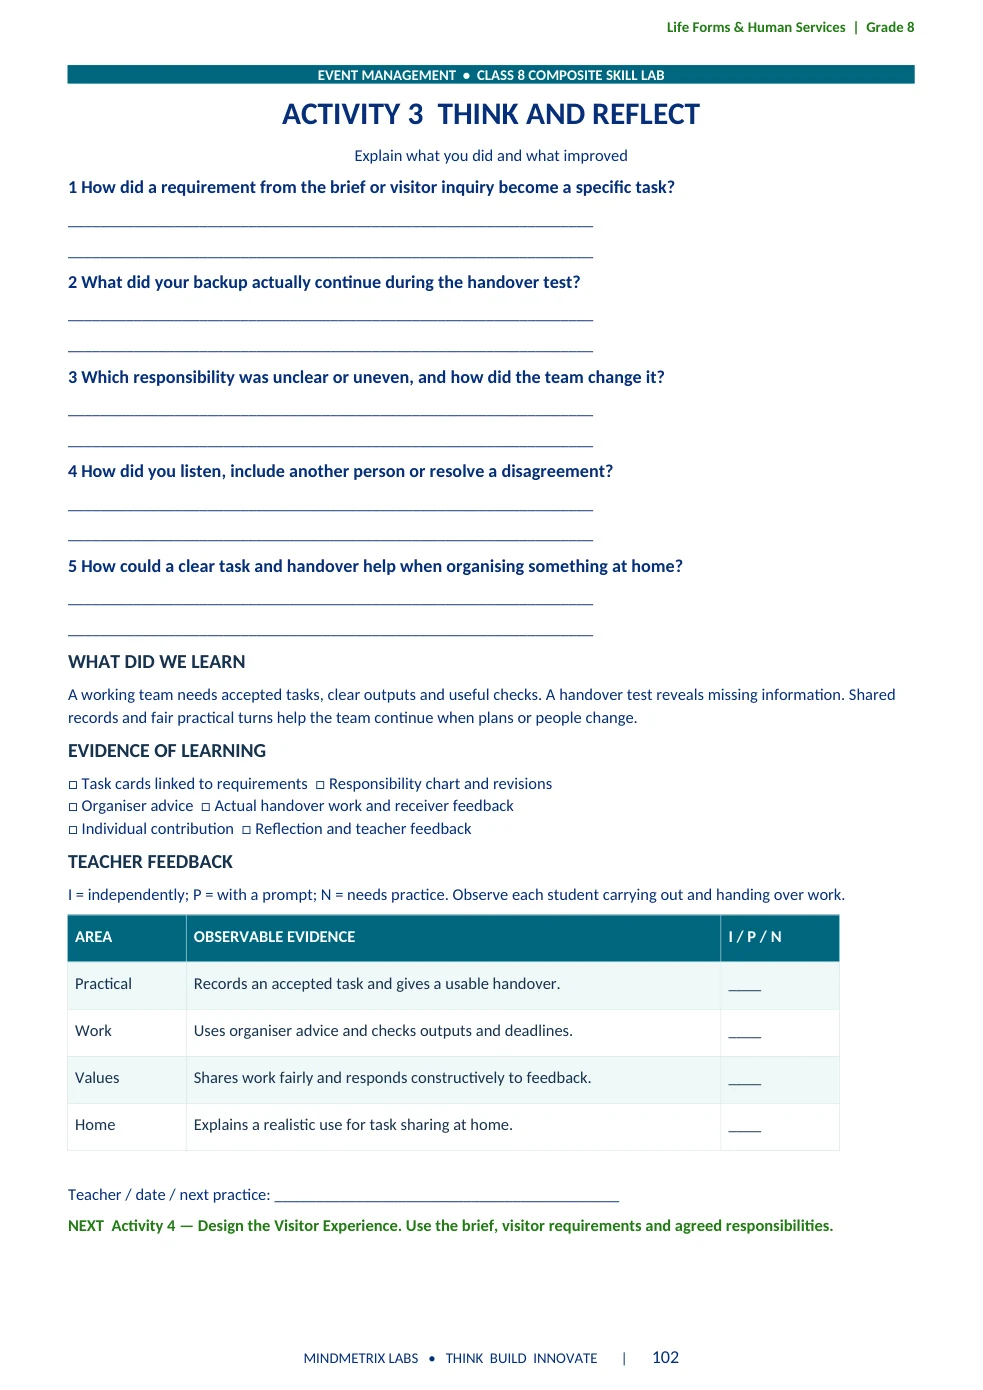 Life Forms & Human Services | Grade 8
EVENT MANAGEMENT ● CLASS 8 COMPOSITE SKILL LAB
ACTIVITY 3 THINK AND REFLECT
Explain what you did and what improved
1 How did a requirement from the brief or visitor inquiry become a specific task?
2 What did your backup actually continue during the handover test?
3 Which responsibility was unclear or uneven, and how did the team change it?
4 How did you listen, include another person or resolve a disagreement?
5 How could a clear task and handover help when organising something at home?
WHAT DID WE LEARN
A working team needs accepted tasks, clear outputs and useful checks. A handover test reveals missing information. Shared
records and fair practical turns help the team continue when plans or people change.
EVIDENCE OF LEARNING
□ Task cards linked to requirements □ Responsibility chart and revisions
□ Organiser advice □ Actual handover work and receiver feedback
□ Individual contribution □ Reflection and teacher feedback
TEACHER FEEDBACK
I = independently; P = with a prompt; N = needs practice. Observe each student carrying out and handing over work.
AREA OBSERVABLE EVIDENCE I / P / N
Practical Records an accepted task and gives a usable handover. ____
Work Uses organiser advice and checks outputs and deadlines. ____
Values Shares work fairly and responds constructively to feedback. ____
Home Explains a realistic use for task sharing at home. ____
Teacher / date / next practice: ____________________
NEXT Activity 4 — Design the Visitor Experience. Use the brief, visitor requirements and agreed responsibilities.
MINDMETRIX LABS ● THINK BUILD INNOVATE | 102